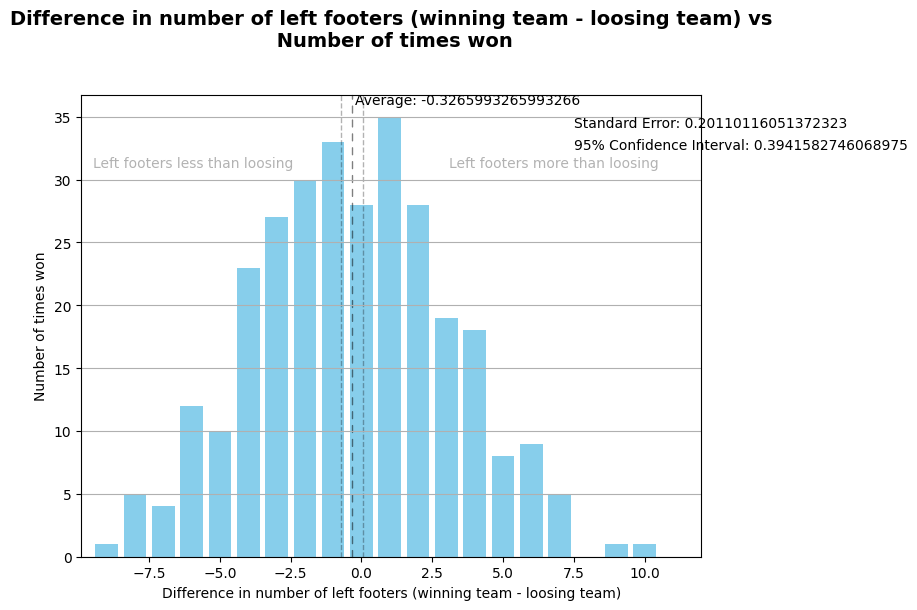 Difference in number of left footers (winning team - loosing team) vs
Number of times won
Average: -0.3265993265993266
Standard Error: 0.20110116051372323
95% Confidence Interval: 0.3941582746068975
Left footers less than loosing
Left footers more than loosing
Number of times won
35
30
25
20
15
10
5
0
−7.5
−5.0
−2.5
0.0
2.5
5.0
7.5
10.0
Difference in number of left footers (winning team - loosing team)